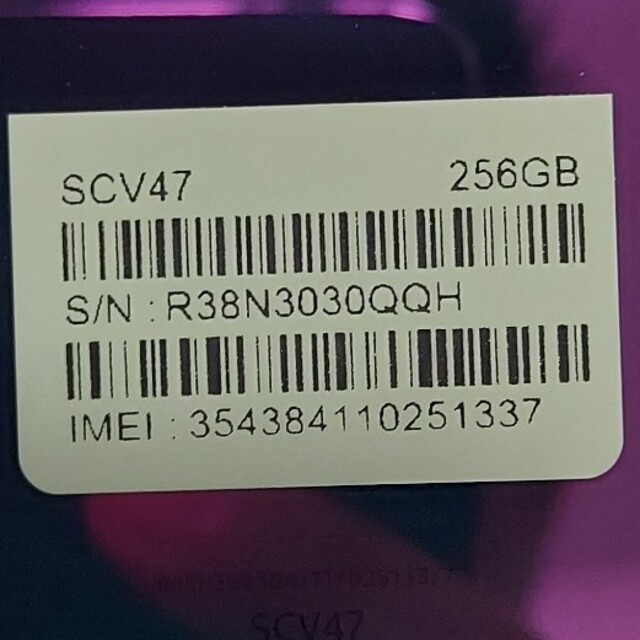 SCV47 256GB
S/N : R38N3030QQH
IMEI : 354384110251337
SCV47